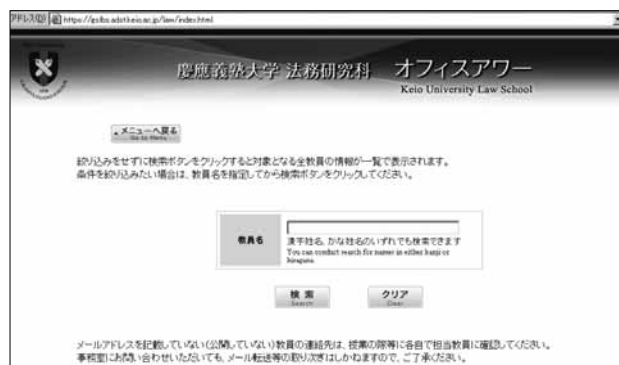 アドレス(D) https://gslbs.adst.keio.ac.jp/law/index.html
慶應義塾大学 法務研究科 オフィスアワー
Keio University Law School
メニューへ戻る
Go to Menu
絞り込みをせずに検索ボタンをクリックすると対象となる全教員の情報が一覧で表示されます。
条件を絞り込みたい場合は、教員名を指定してから検索ボタンをクリックしてください。
教員名
漢字姓名、かな姓名のいずれでも検索できます
You can conduct search for names in either kanji or
hiragana.
検索 クリア
Search Clear
メールアドレスを記載していない(公開していない)教員の連絡先は、授業の際等に各自で担当教員に確認してください。
事務室にお問い合わせいただいても、メール転送等の取り次ぎはしかねますので、ご了承ください。